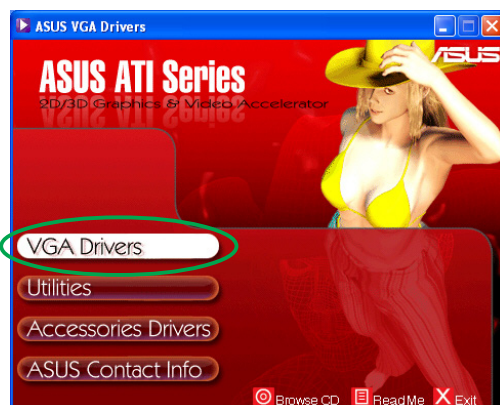 ASUS VGA Drivers
ASUS
ASUS ATI Series
2D/3D Graphics & Video Accelerator
VGA Drivers
Utilities
Accessories Drivers
ASUS Contact Info
Browse CD
ReadMe
Exit